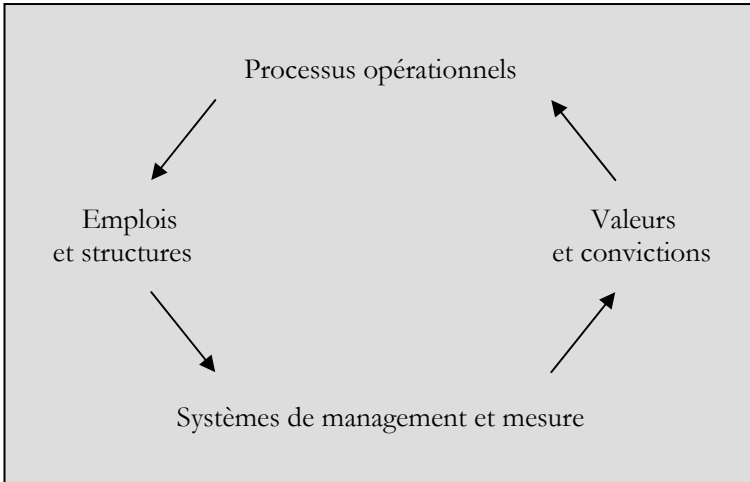 Processus opérationnels
Emplois
et structures
Valeurs
et convictions
Systèmes de management et mesure